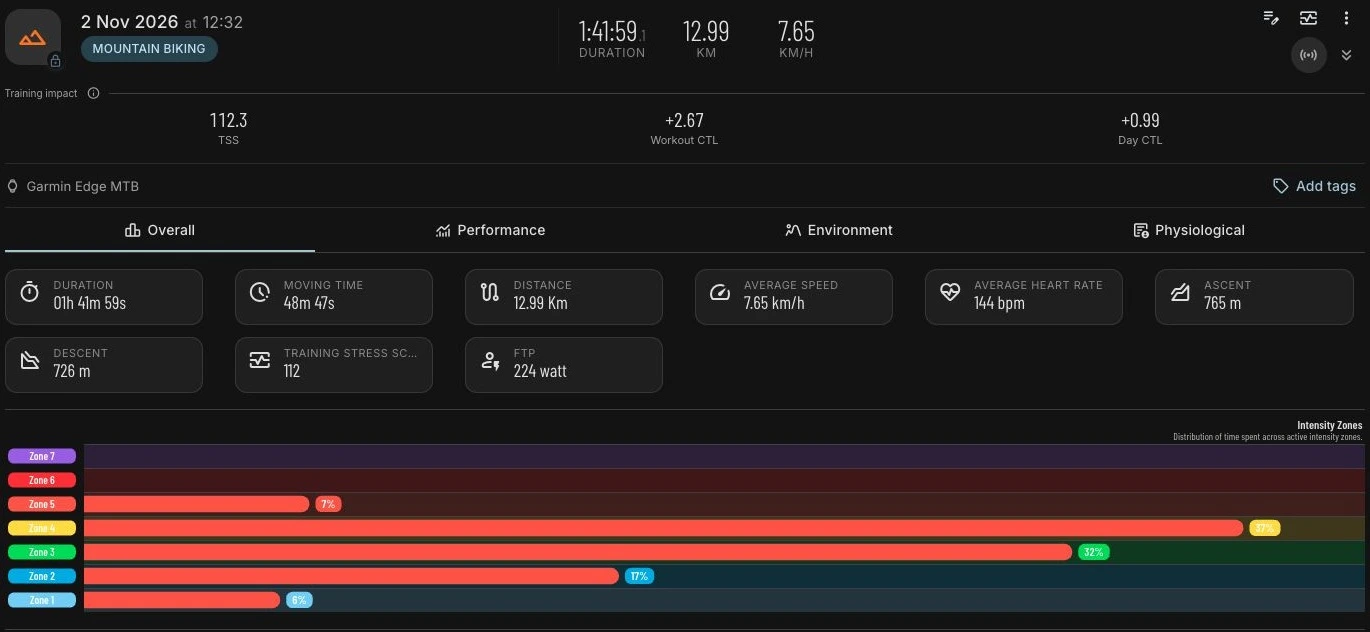 2 Nov 2026 at 12:32
MOUNTAIN BIKING
1:41:59.1 12.99 7.65
DURATION KM KM/H
Training impact
112.3 +2.67 +0.99
TSS Workout CTL Day CTL
Garmin Edge MTB Add tags
Overall Performance Environment Physiological
DURATION MOVING TIME DISTANCE AVERAGE SPEED AVERAGE HEART RATE ASCENT
01h 41m 59s 48m 47s 12.99 Km 7.65 km/h 144 bpm 765 m
DESCENT TRAINING STRESS SC... FTP
726 m 112 224 watt
Intensity Zones
Distribution of time spent across active intensity zones.
Zone 7
Zone 6
Zone 5 7%
Zone 4 37%
Zone 3 32%
Zone 2 17%
Zone 1 6%